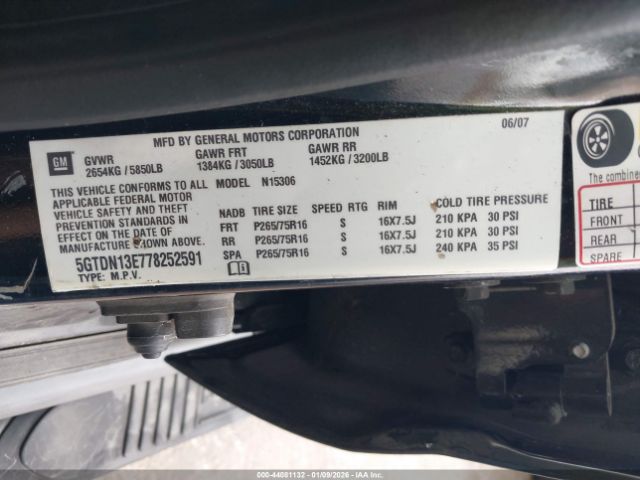 MFD BY GENERAL MOTORS CORPORATION 06/07
GM GVWR GAWR FRT GAWR RR
2654KG / 5850LB 1384KG / 3050LB 1452KG / 3200LB
THIS VEHICLE CONFORMS TO ALL
APPLICABLE FEDERAL MOTOR
VEHICLE SAFETY AND THEFT
PREVENTION STANDARDS IN
EFFECT ON THE DATE OF
MANUFACTURE SHOWN ABOVE.
5GTDN13E778252591
TYPE: M.P.V.
MODEL N15306
NADB TIRE SIZE SPEED RTG RIM COLD TIRE PRESSURE
FRT P265/75R16 S 16X7.5J 210 KPA 30 PSI
RR P265/75R16 S 16X7.5J 210 KPA 30 PSI
SPA P265/75R16 S 16X7.5J 240 KPA 35 PSI
The combine
TIRE
FRONT
REAR
SPARE
000-44081132 - 01/09/2026 - IAAI.COM